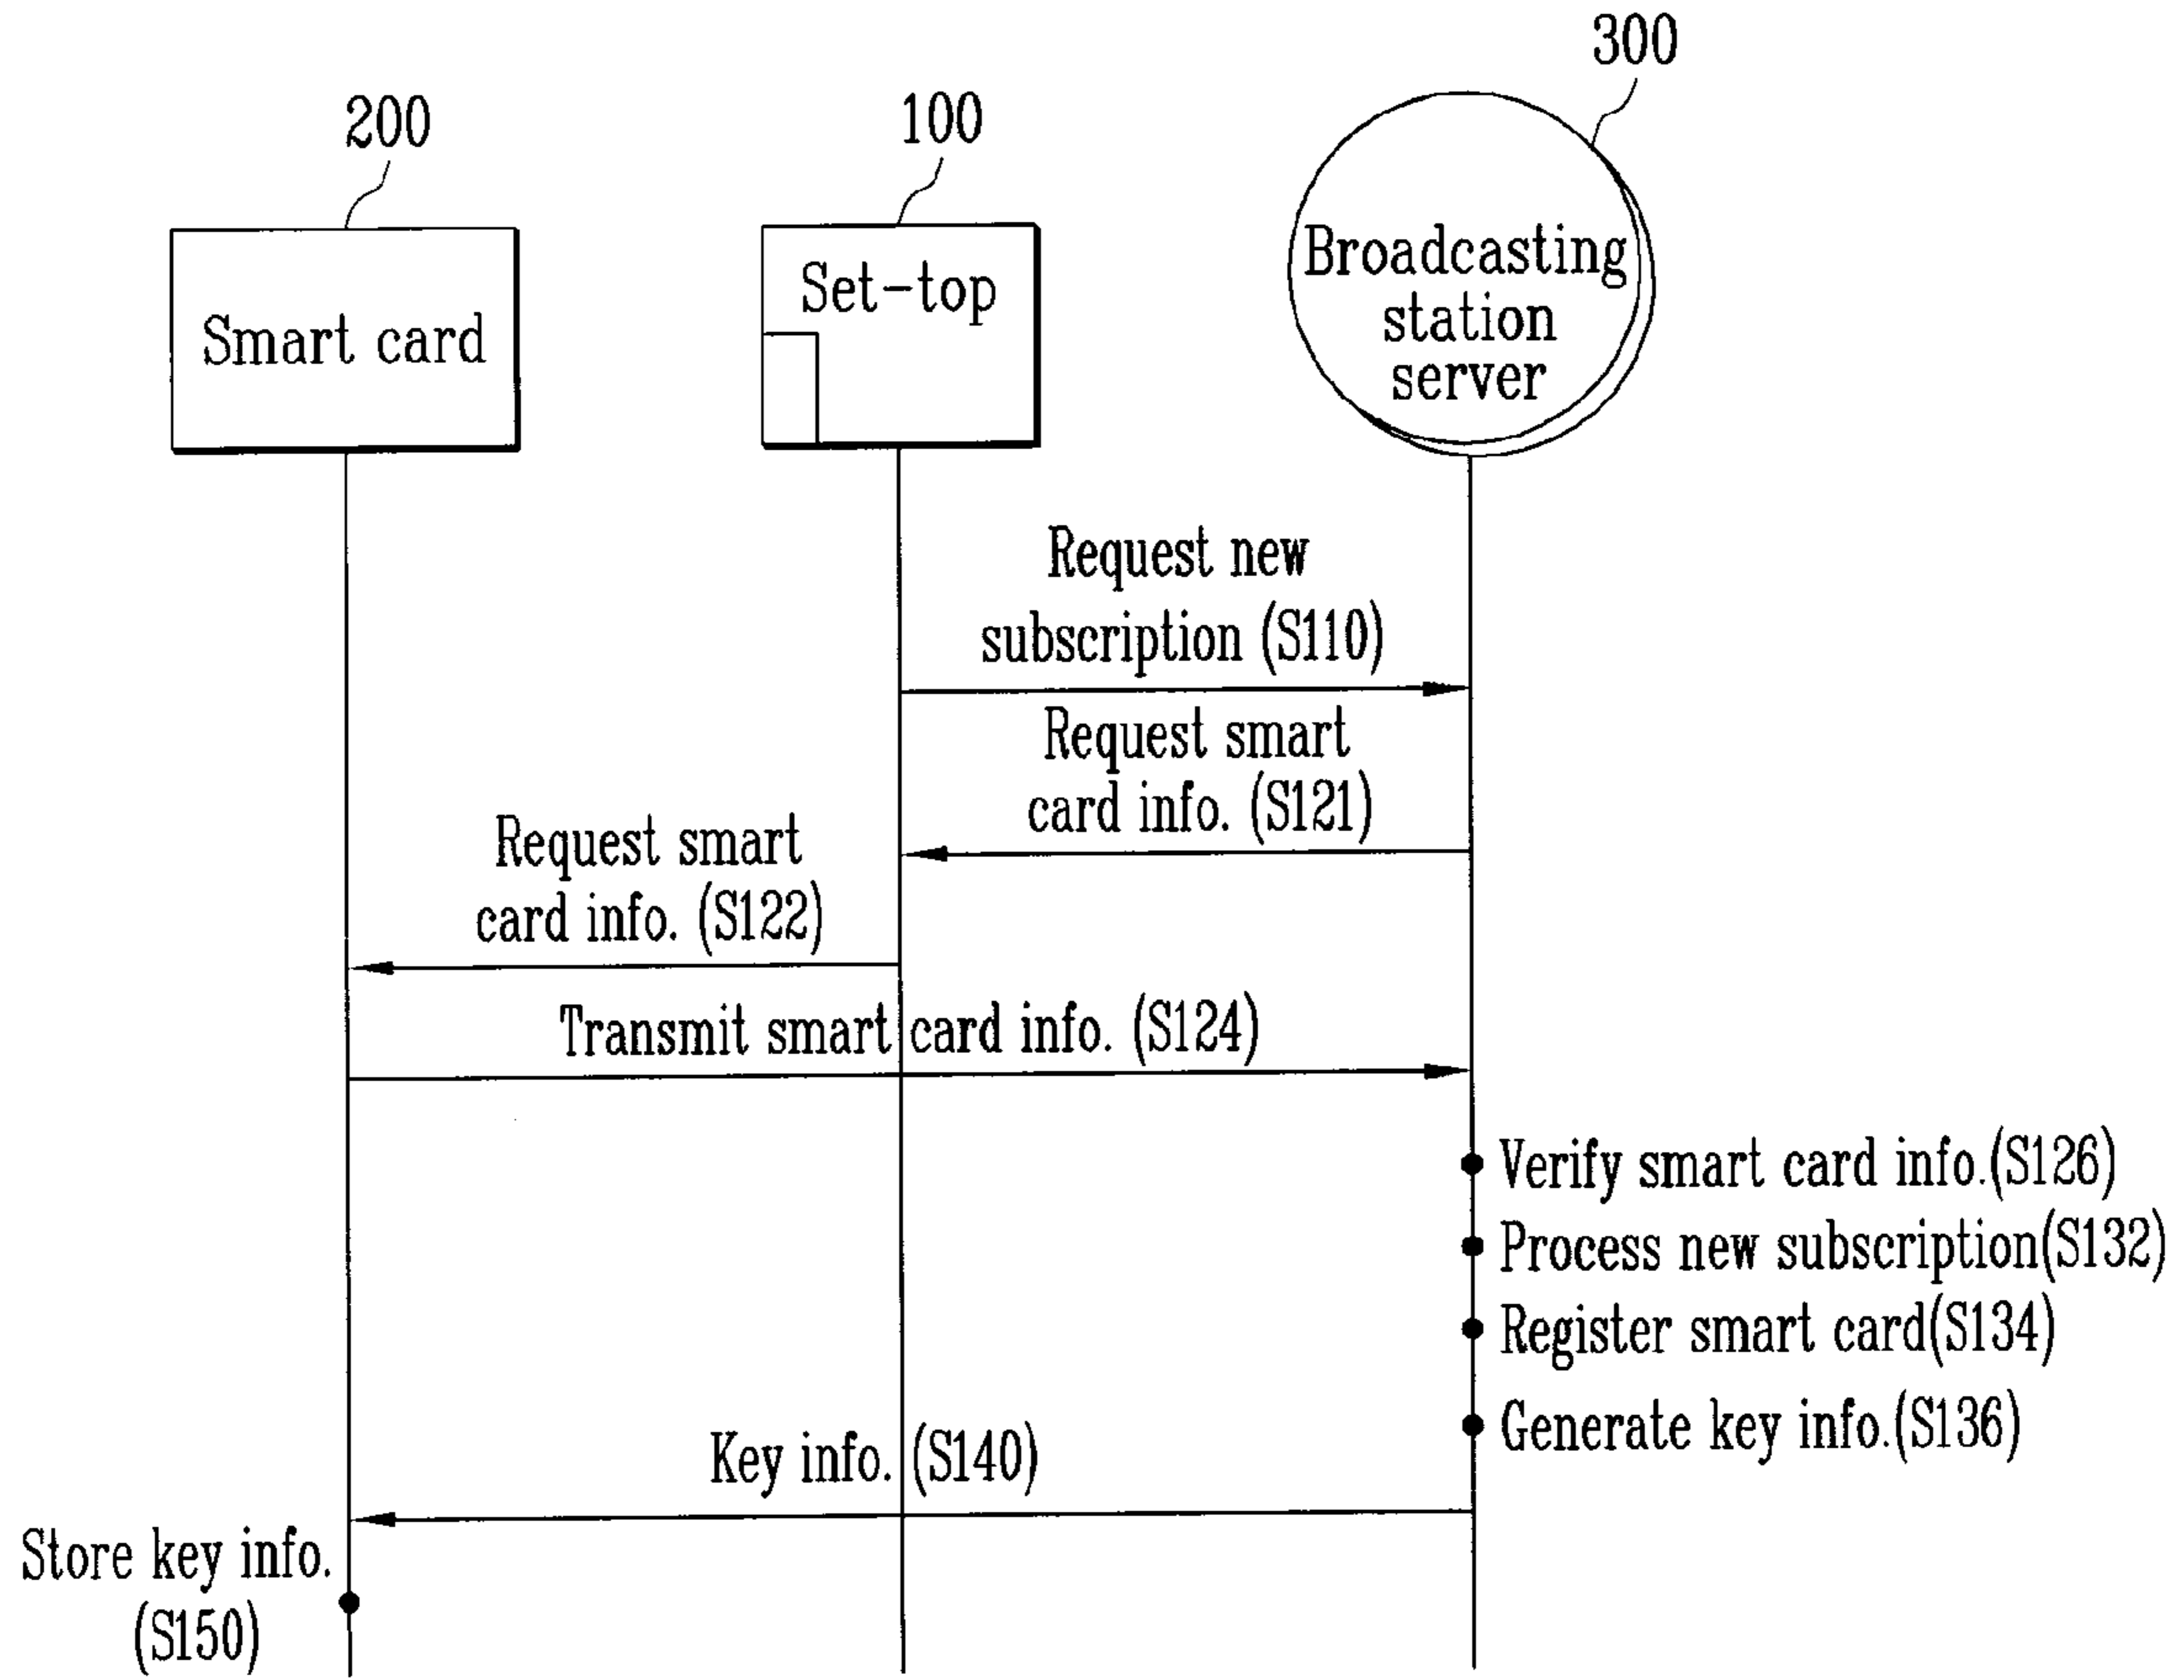 300
200
100
Smart card
Set-top
Broadcasting
station
server
Request new
subscription (S110)
Request smart
card info. (S121)
Request smart
card info. (S122)
Transmit smart card info. (S124)
Verify smart card info.(S126)
Process new subscription(S132)
Register smart card(S134)
Generate key info.(S136)
Key info. (S140)
Store key info.
(S150)